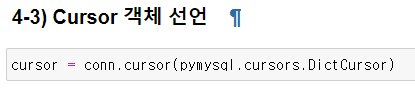 4-3) Cursor 객체 선언 ¶
cursor = conn.cursor(pymysql.cursors.DictCursor)